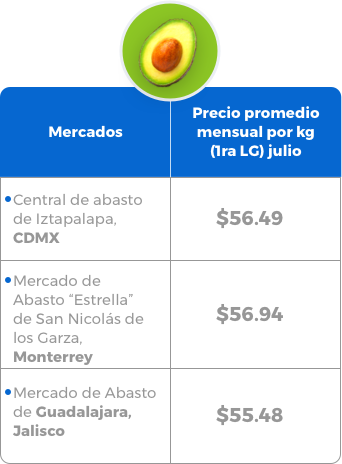 Mercados
Precio promedio
mensual por kg
(1ra LG) julio
Central de abasto
de Iztapalapa,
CDMX
$56.49
Mercado de
Abasto “Estrella”
de San Nicolás de
los Garza,
Monterrey
$56.94
Mercado de Abasto
de Guadalajara,
Jalisco
$55.48